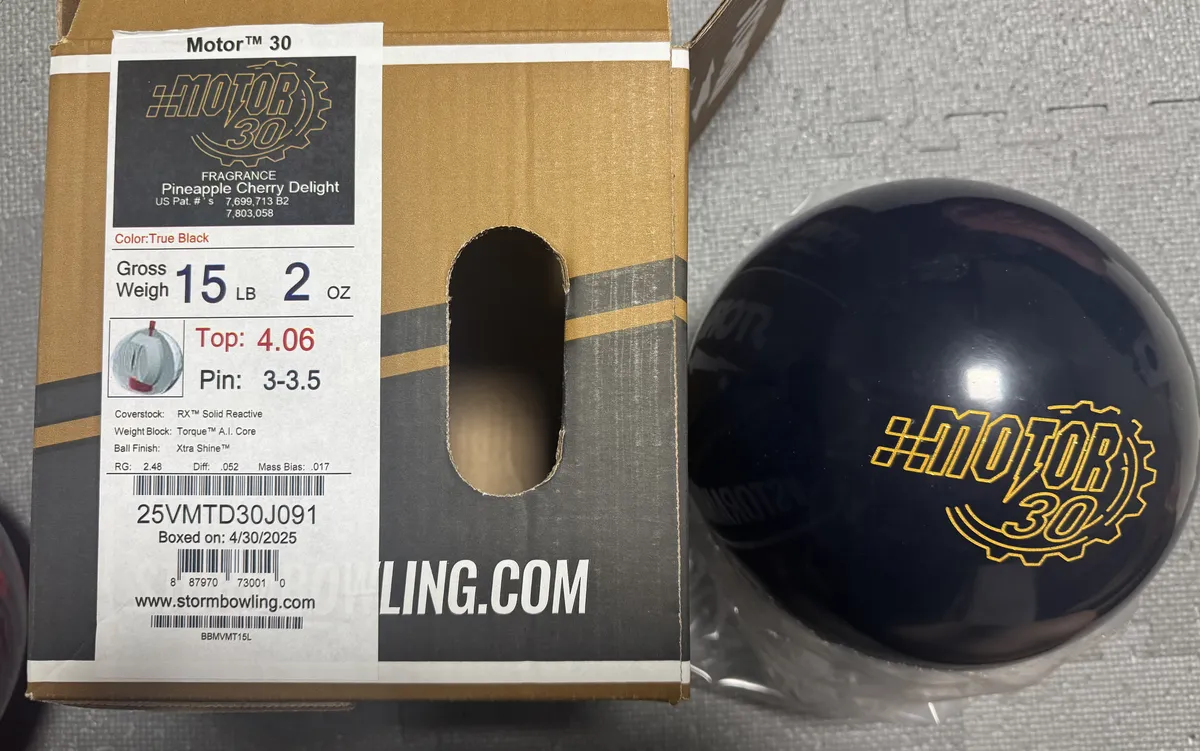 Motor™ 30
MOTOR
30
FRAGRANCE
Pineapple Cherry Delight
US Pat. #'s 7,699,713 B2
7,803,058
Color:True Black
Gross
Weigh 15 LB 2 OZ
Top: 4.06
Pin: 3-3.5
Coverstock: RX™ Solid Reactive
Weight Block: Torque™ A.I. Core
Ball Finish: Xtra Shine™
RG: 2.48 Diff: .052 Mass Bias: .017
25VMTD30J091
Boxed on: 4/30/2025
8 87970 73001 0
www.stormbowling.com
BBMVMT15L
LING.COM
MOTOR
30